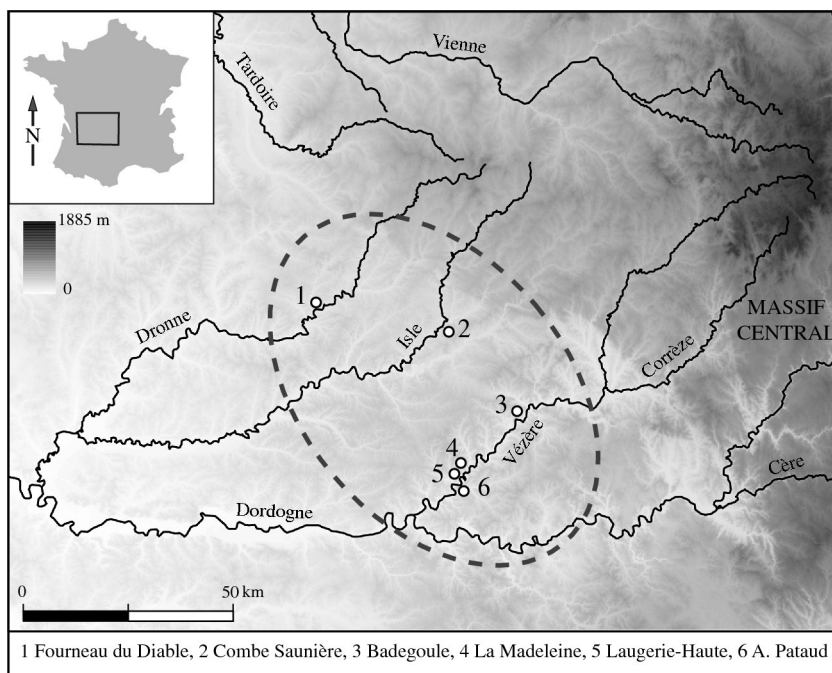 N
1885 m
0
Vienne
Tardoire
1
Dronne
Isle
2
MASSIF
CENTRAL
Corrèze
3
Vézère
4
5
6
Cère
Dordogne
0
50 km
1 Fourneau du Diable, 2 Combe Saunière, 3 Badegoule, 4 La Madeleine, 5 Laugerie-Haute, 6 A. Pataud